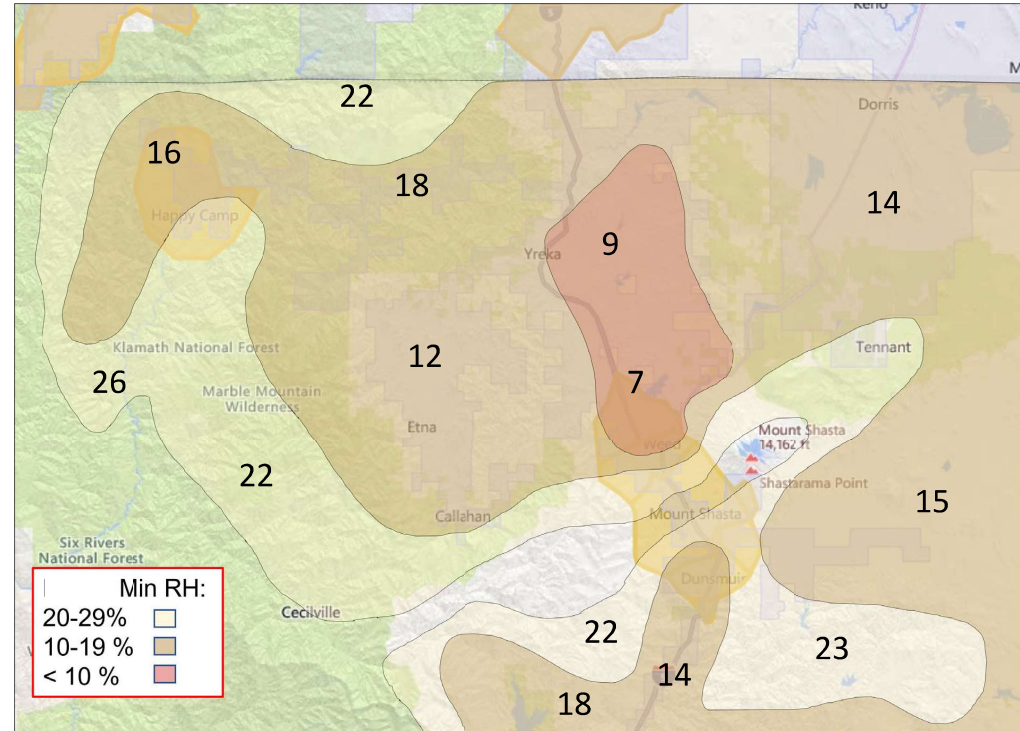 Keno
22
Dorris
16
18
14
Happy Camp
9
Yreka
Klamath National Forest
Tennant
12
7
26
Marble Mountain
Wilderness
Etna
Mount Shasta
14,162 ft
Weed
22
Shastarama Point
15
Callahan
Mount Shasta
Six Rivers
National Forest
Dunsmuir
Min RH:
20-29%
10-19 %
< 10 %
Cecilville
22
23
14
18